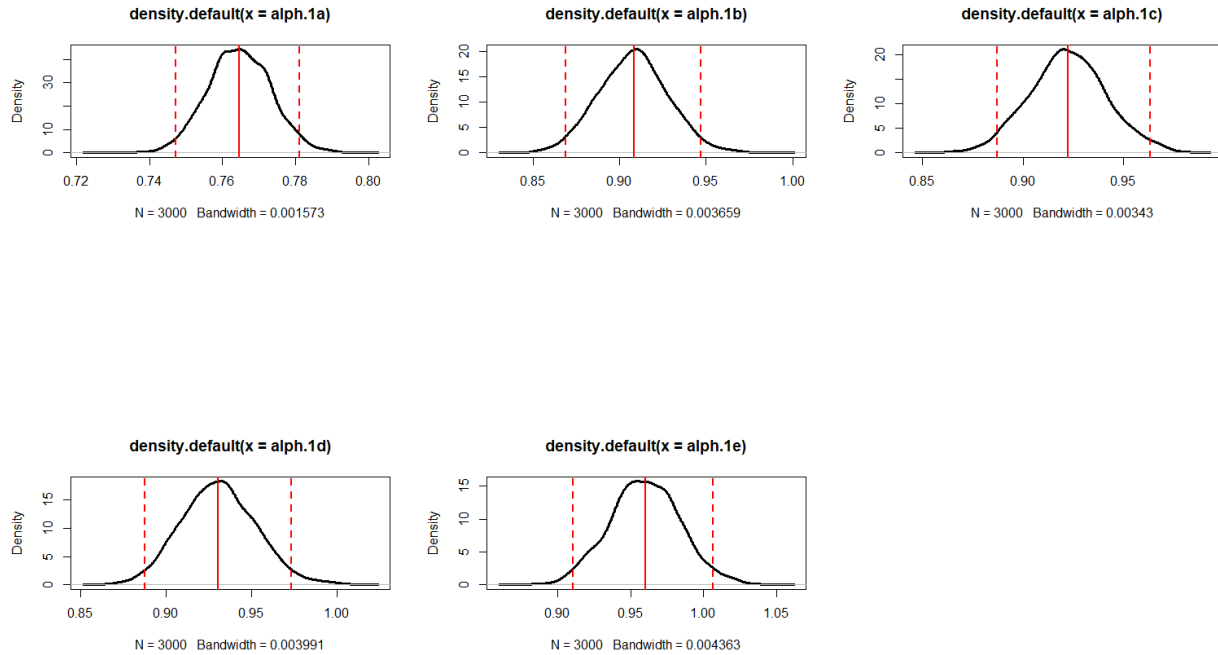 density.default(x = alph.1a)
Density
0 10 30
0.72 0.74 0.76 0.78 0.80
N = 3000 Bandwidth = 0.001573
density.default(x = alph.1b)
Density
0 5 10 15 20
0.85 0.90 0.95 1.00
N = 3000 Bandwidth = 0.003659
density.default(x = alph.1c)
Density
0 5 10 20
0.85 0.90 0.95
N = 3000 Bandwidth = 0.00343
density.default(x = alph.1d)
Density
0 5 10 15
0.85 0.90 0.95 1.00
N = 3000 Bandwidth = 0.003991
density.default(x = alph.1e)
Density
0 5 10 15
0.90 0.95 1.00 1.05
N = 3000 Bandwidth = 0.004363